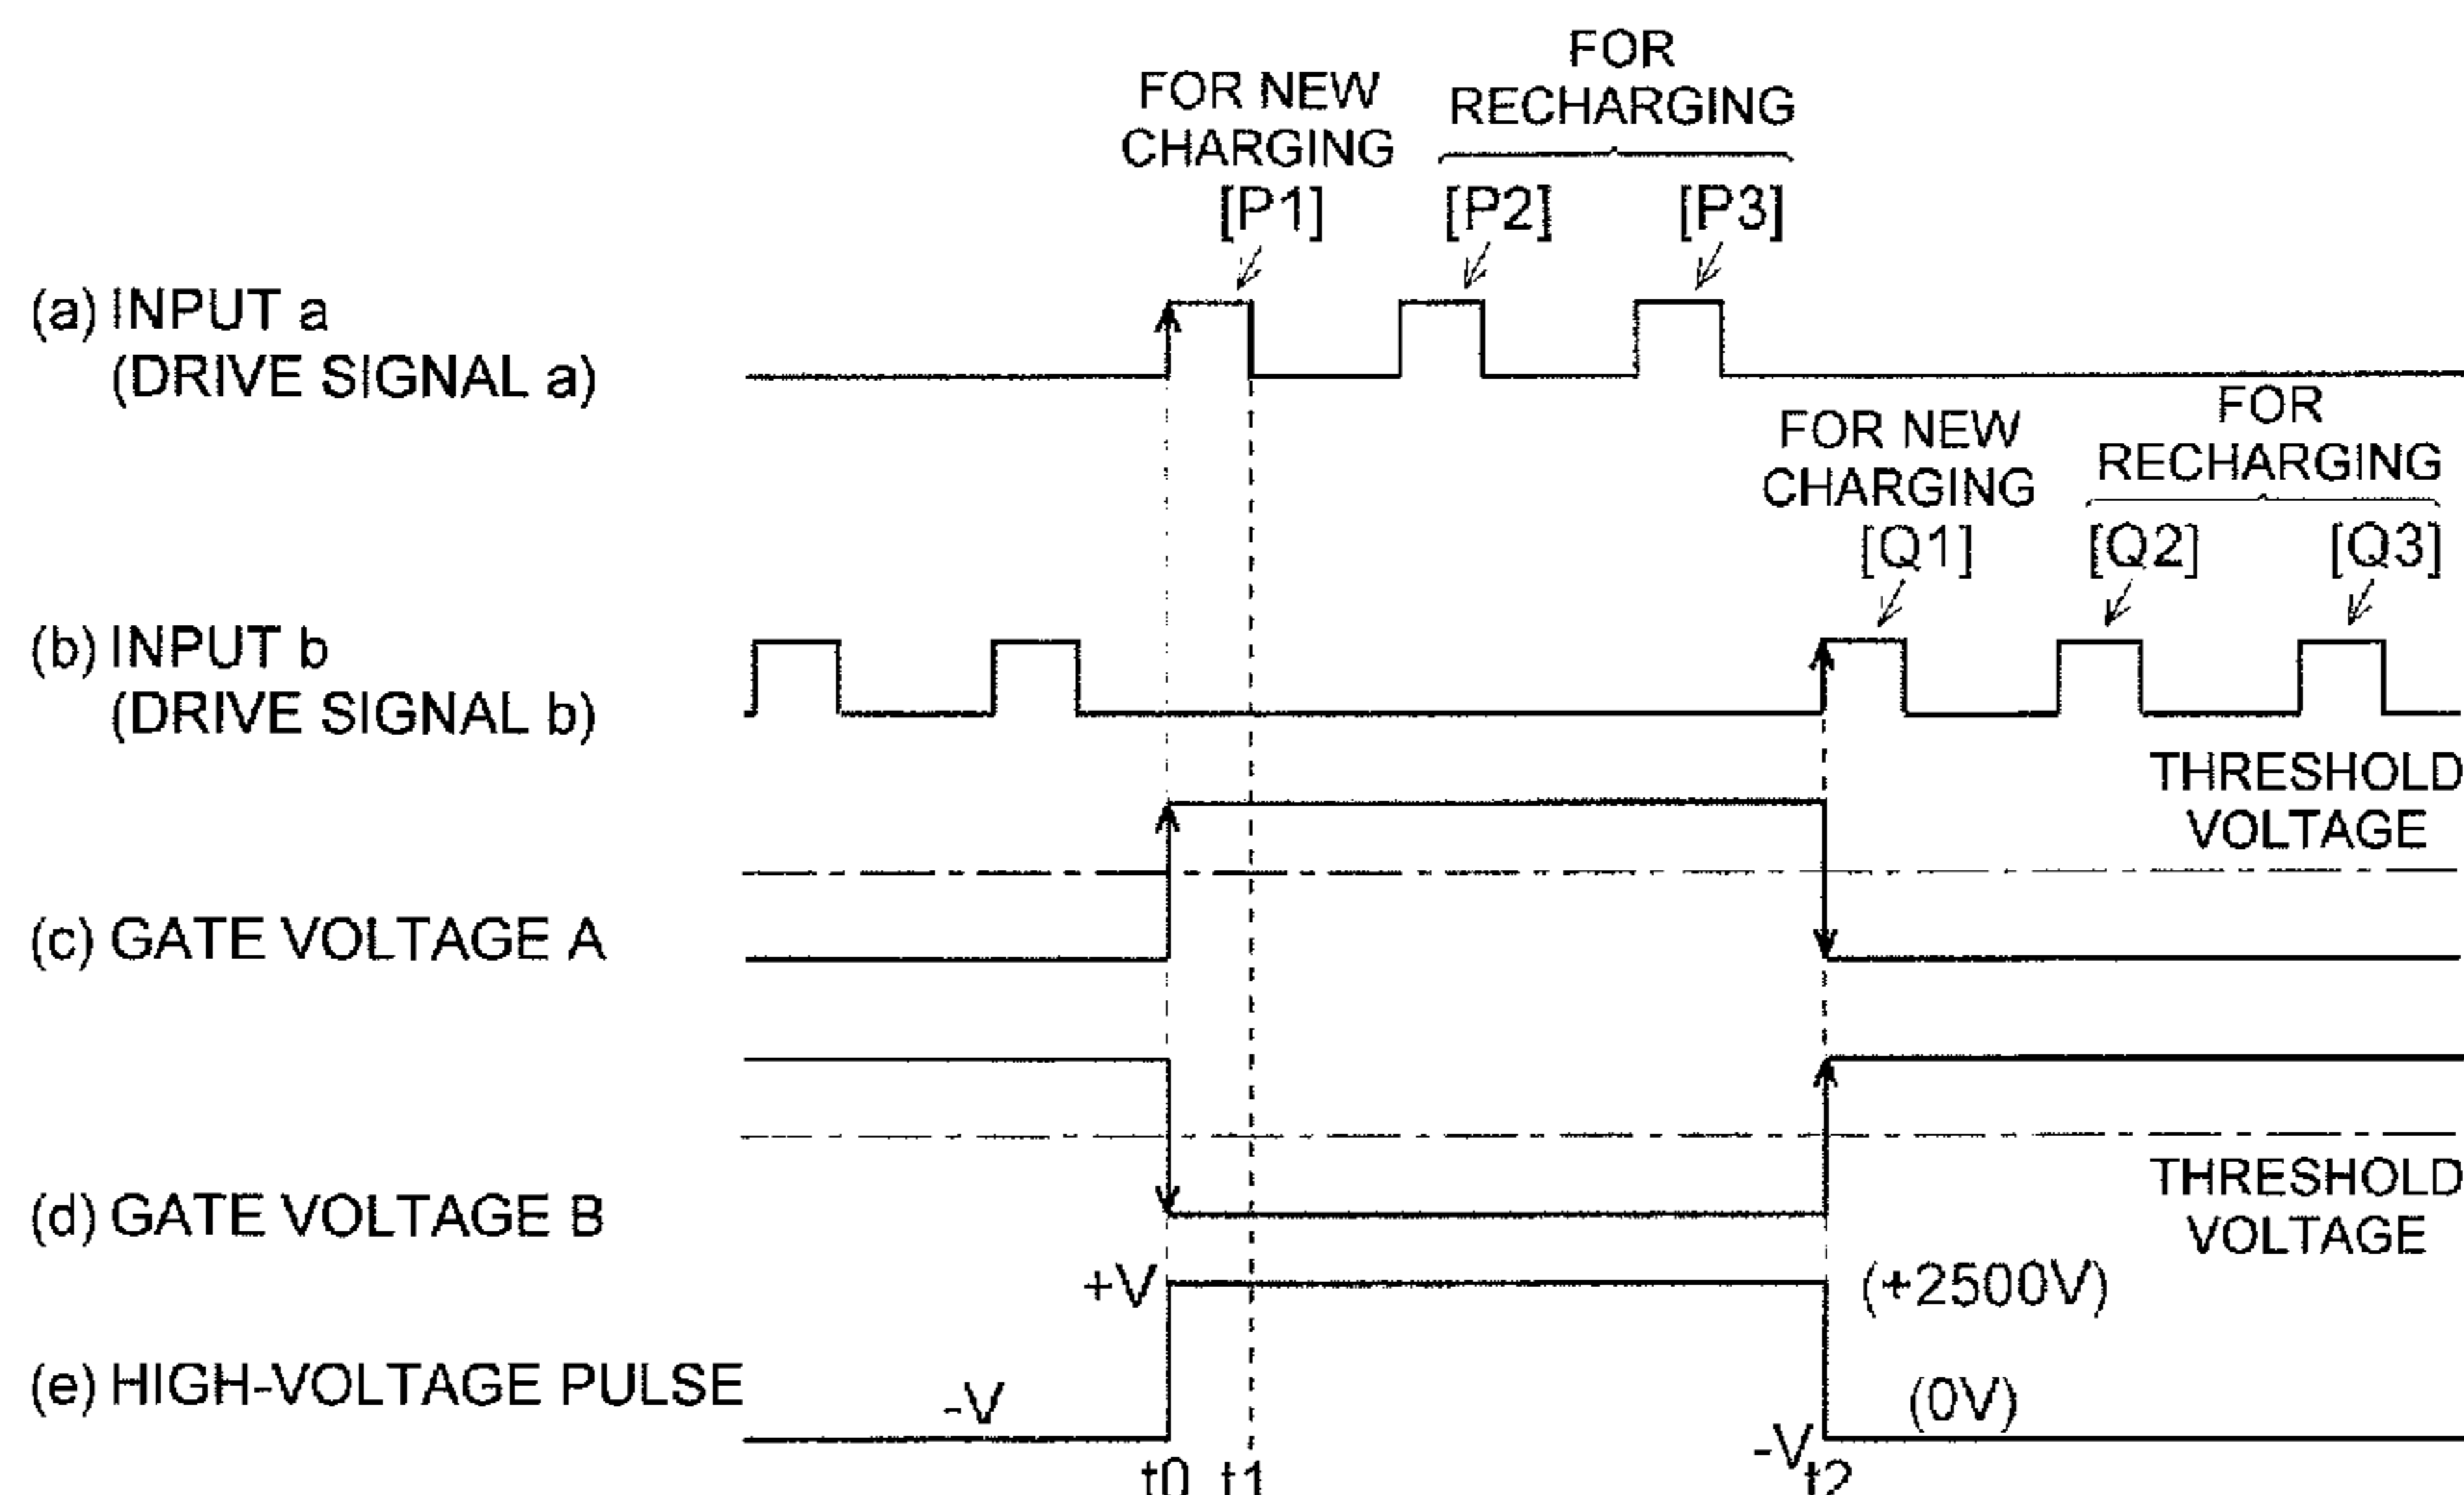 FOR NEW
CHARGING
[P1]
FOR
RECHARGING
[P2]
[P3]
(a) INPUT a
(DRIVE SIGNAL a)
FOR NEW
CHARGING
[Q1]
FOR
RECHARGING
[Q2]
[Q3]
(b) INPUT b
(DRIVE SIGNAL b)
THRESHOLD
VOLTAGE
(c) GATE VOLTAGE A
(d) GATE VOLTAGE B
THRESHOLD
VOLTAGE
+V
(+2500V)
(e) HIGH-VOLTAGE PULSE
-V
(0V)
-V
t0
t1
t2